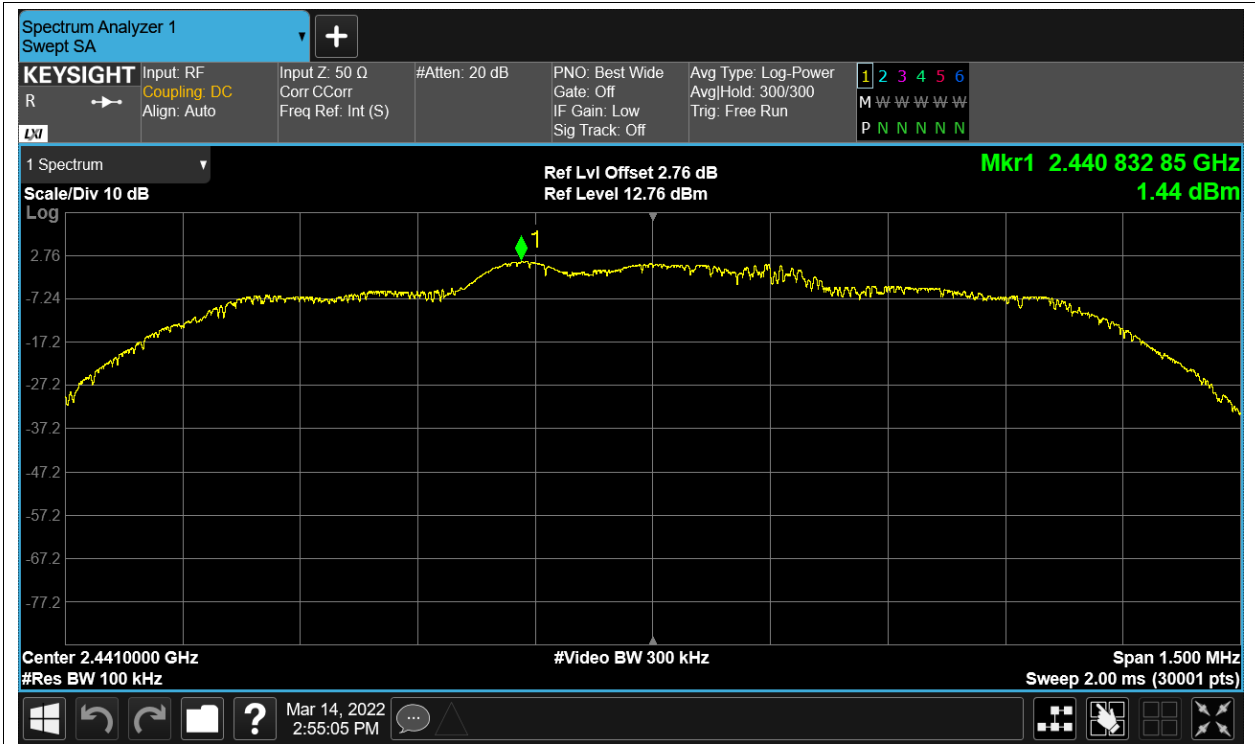 Spectrum Analyzer 1
Swept SA
KEYSIGHT
R
LXI
Input: RF
Coupling: DC
Align: Auto
Input Z: 50 Ω
Corr CCorr
Freq Ref: Int (S)
#Atten: 20 dB
PNO: Best Wide
Gate: Off
IF Gain: Low
Sig Track: Off
Avg Type: Log-Power
Avg|Hold: 300/300
Trig: Free Run
1 2 3 4 5 6
M W W W W W
P N N N N N
1 Spectrum
Scale/Div 10 dB
Ref Lvl Offset 2.76 dB
Ref Level 12.76 dBm
Mkr1 2.440 832 85 GHz
1.44 dBm
Log
1
2.76
-7.24
-17.2
-27.2
-37.2
-47.2
-57.2
-67.2
-77.2
Center 2.4410000 GHz
#Video BW 300 kHz
Span 1.500 MHz
#Res BW 100 kHz
Sweep 2.00 ms (30001 pts)
?
Mar 14, 2022
2:55:05 PM